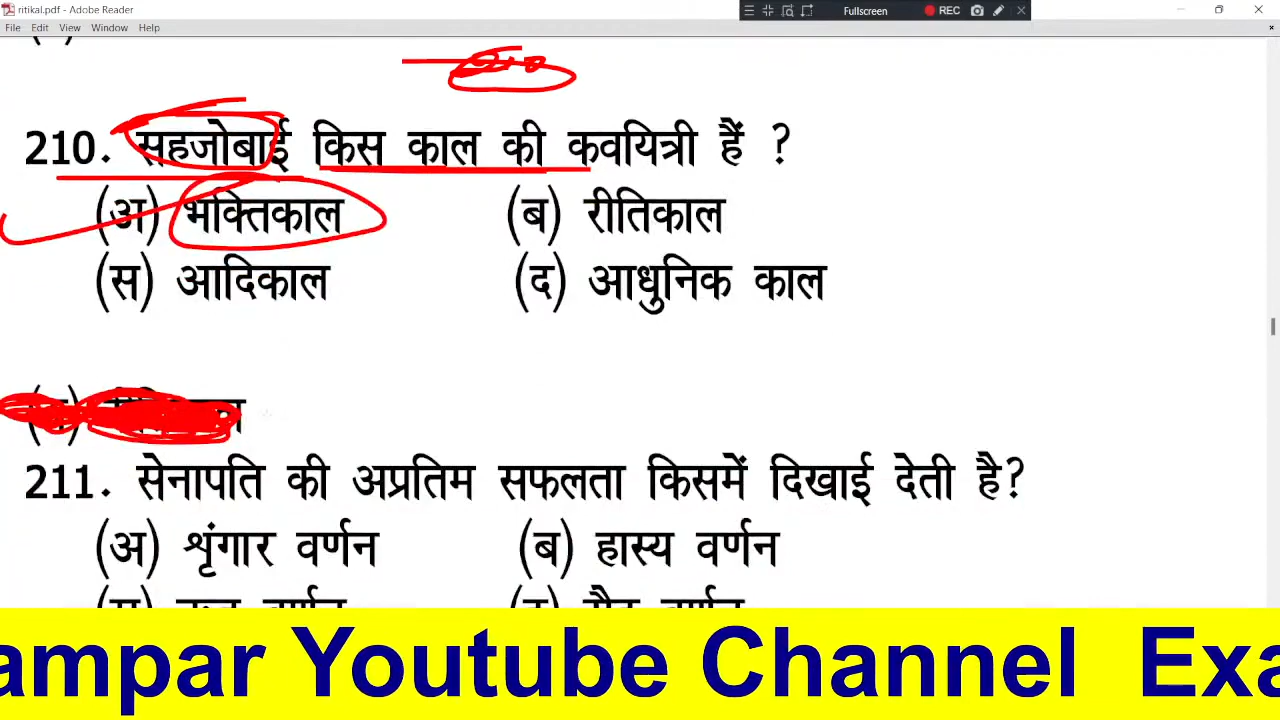 ritikal.pdf - Adobe Reader
Fullscreen REC
File Edit View Window Help
210. सहजोबाई किस काल की कवयित्री हैं ?
(अ) भक्तिकाल (ब) रीतिकाल
(स) आदिकाल (द) आधुनिक काल
211. सेनापति की अप्रतिम सफलता किसमें दिखाई देती है?
(अ) शृंगार वर्णन (ब) हास्य वर्णन
ampar Youtube Channel Exa